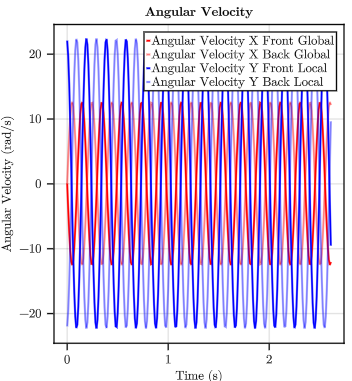 Angular Velocity
Angular Velocity X Front Global
Angular Velocity X Back Global
Angular Velocity Y Front Local
Angular Velocity Y Back Local
Angular Velocity (rad/s)
20
10
0
−10
−20
0
1
2
Time (s)